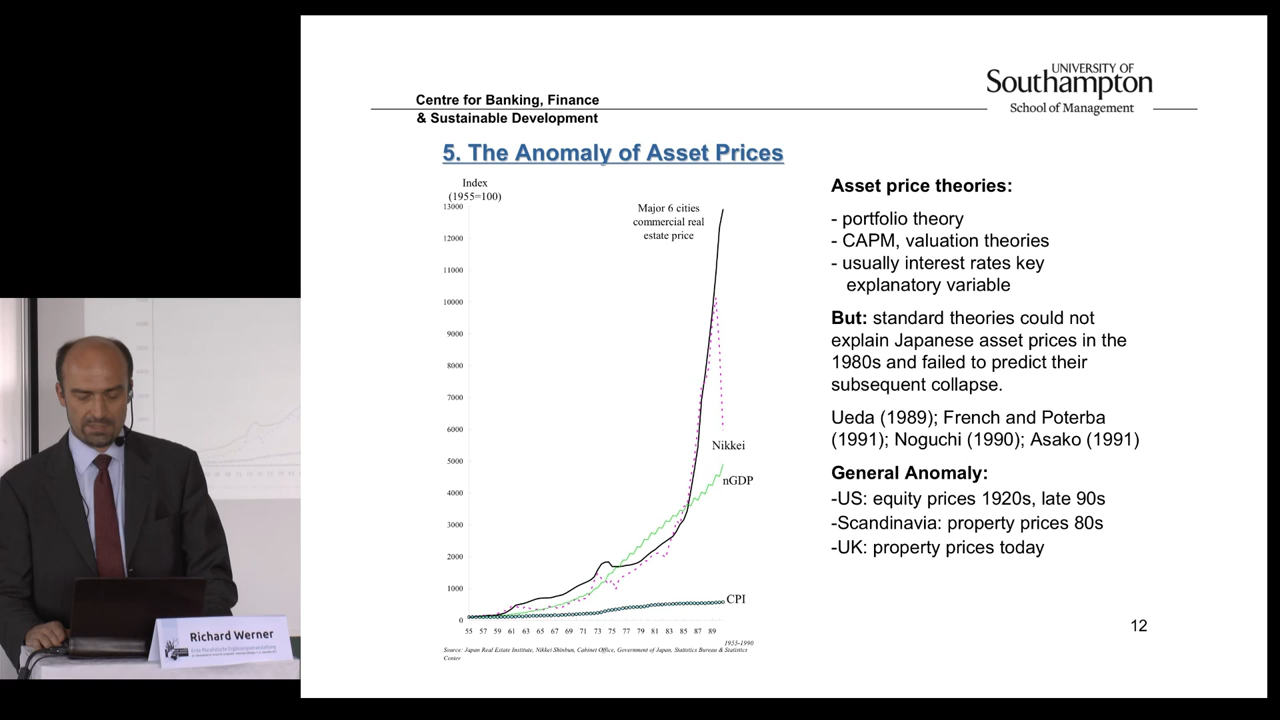 UNIVERSITY OF
Southampton
School of Management
Centre for Banking, Finance
& Sustainable Development
5. The Anomaly of Asset Prices
Index
(1955=100)
13000
12000
11000
10000
9000
8000
7000
6000
5000
4000
3000
2000
1000
0
Major 6 cities
commercial real
estate price
Nikkei
nGDP
CPI
55 57 59 61 63 65 67 69 71 73 75 77 79 81 83 85 87 89
1955-1990
Source: Japan Real Estate Institute, Nikkei Shinbun, Cabinet Office, Government of Japan, Statistics Bureau & Statistics
Center
Asset price theories:
- portfolio theory
- CAPM, valuation theories
- usually interest rates key
explanatory variable
But: standard theories could not
explain Japanese asset prices in the
1980s and failed to predict their
subsequent collapse.
Ueda (1989); French and Poterba
(1991); Noguchi (1990); Asako (1991)
General Anomaly:
-US: equity prices 1920s, late 90s
-Scandinavia: property prices 80s
-UK: property prices today
12
Richard Werner